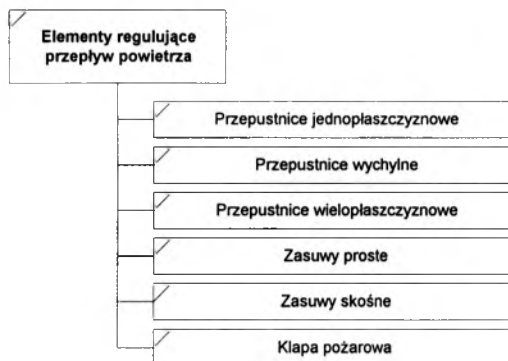 Elementy regulujące
przepływ powietrza
Przepustnice jednopłaszczyznowe
Przepustnice wychylne
Przepustnice wielopłaszczyznowe
Zasuwy proste
Zasuwy skośne
Klapa pożarowa